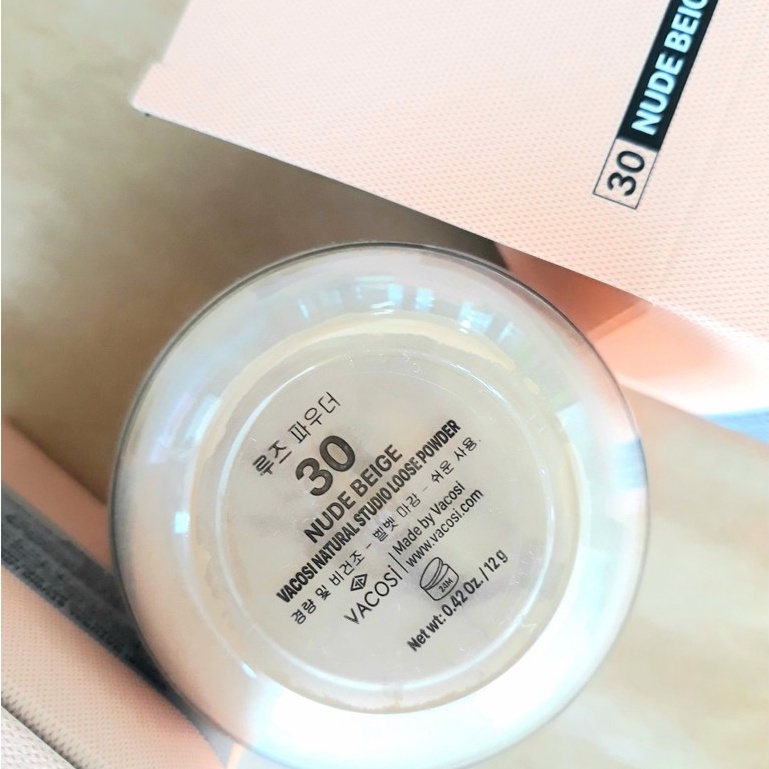 30 NUDE BEIG
루즈 파우더
30
NUDE BEIGE
VACOSI NATURAL STUDIO LOOSE POWDER
경량 및 비건조 - 벨벳 마감 - 쉬운 사용.
VACOSI
Made by Vacosi
www.vacosi.com
24M
Net wt: 0.42 Oz. / 12 g